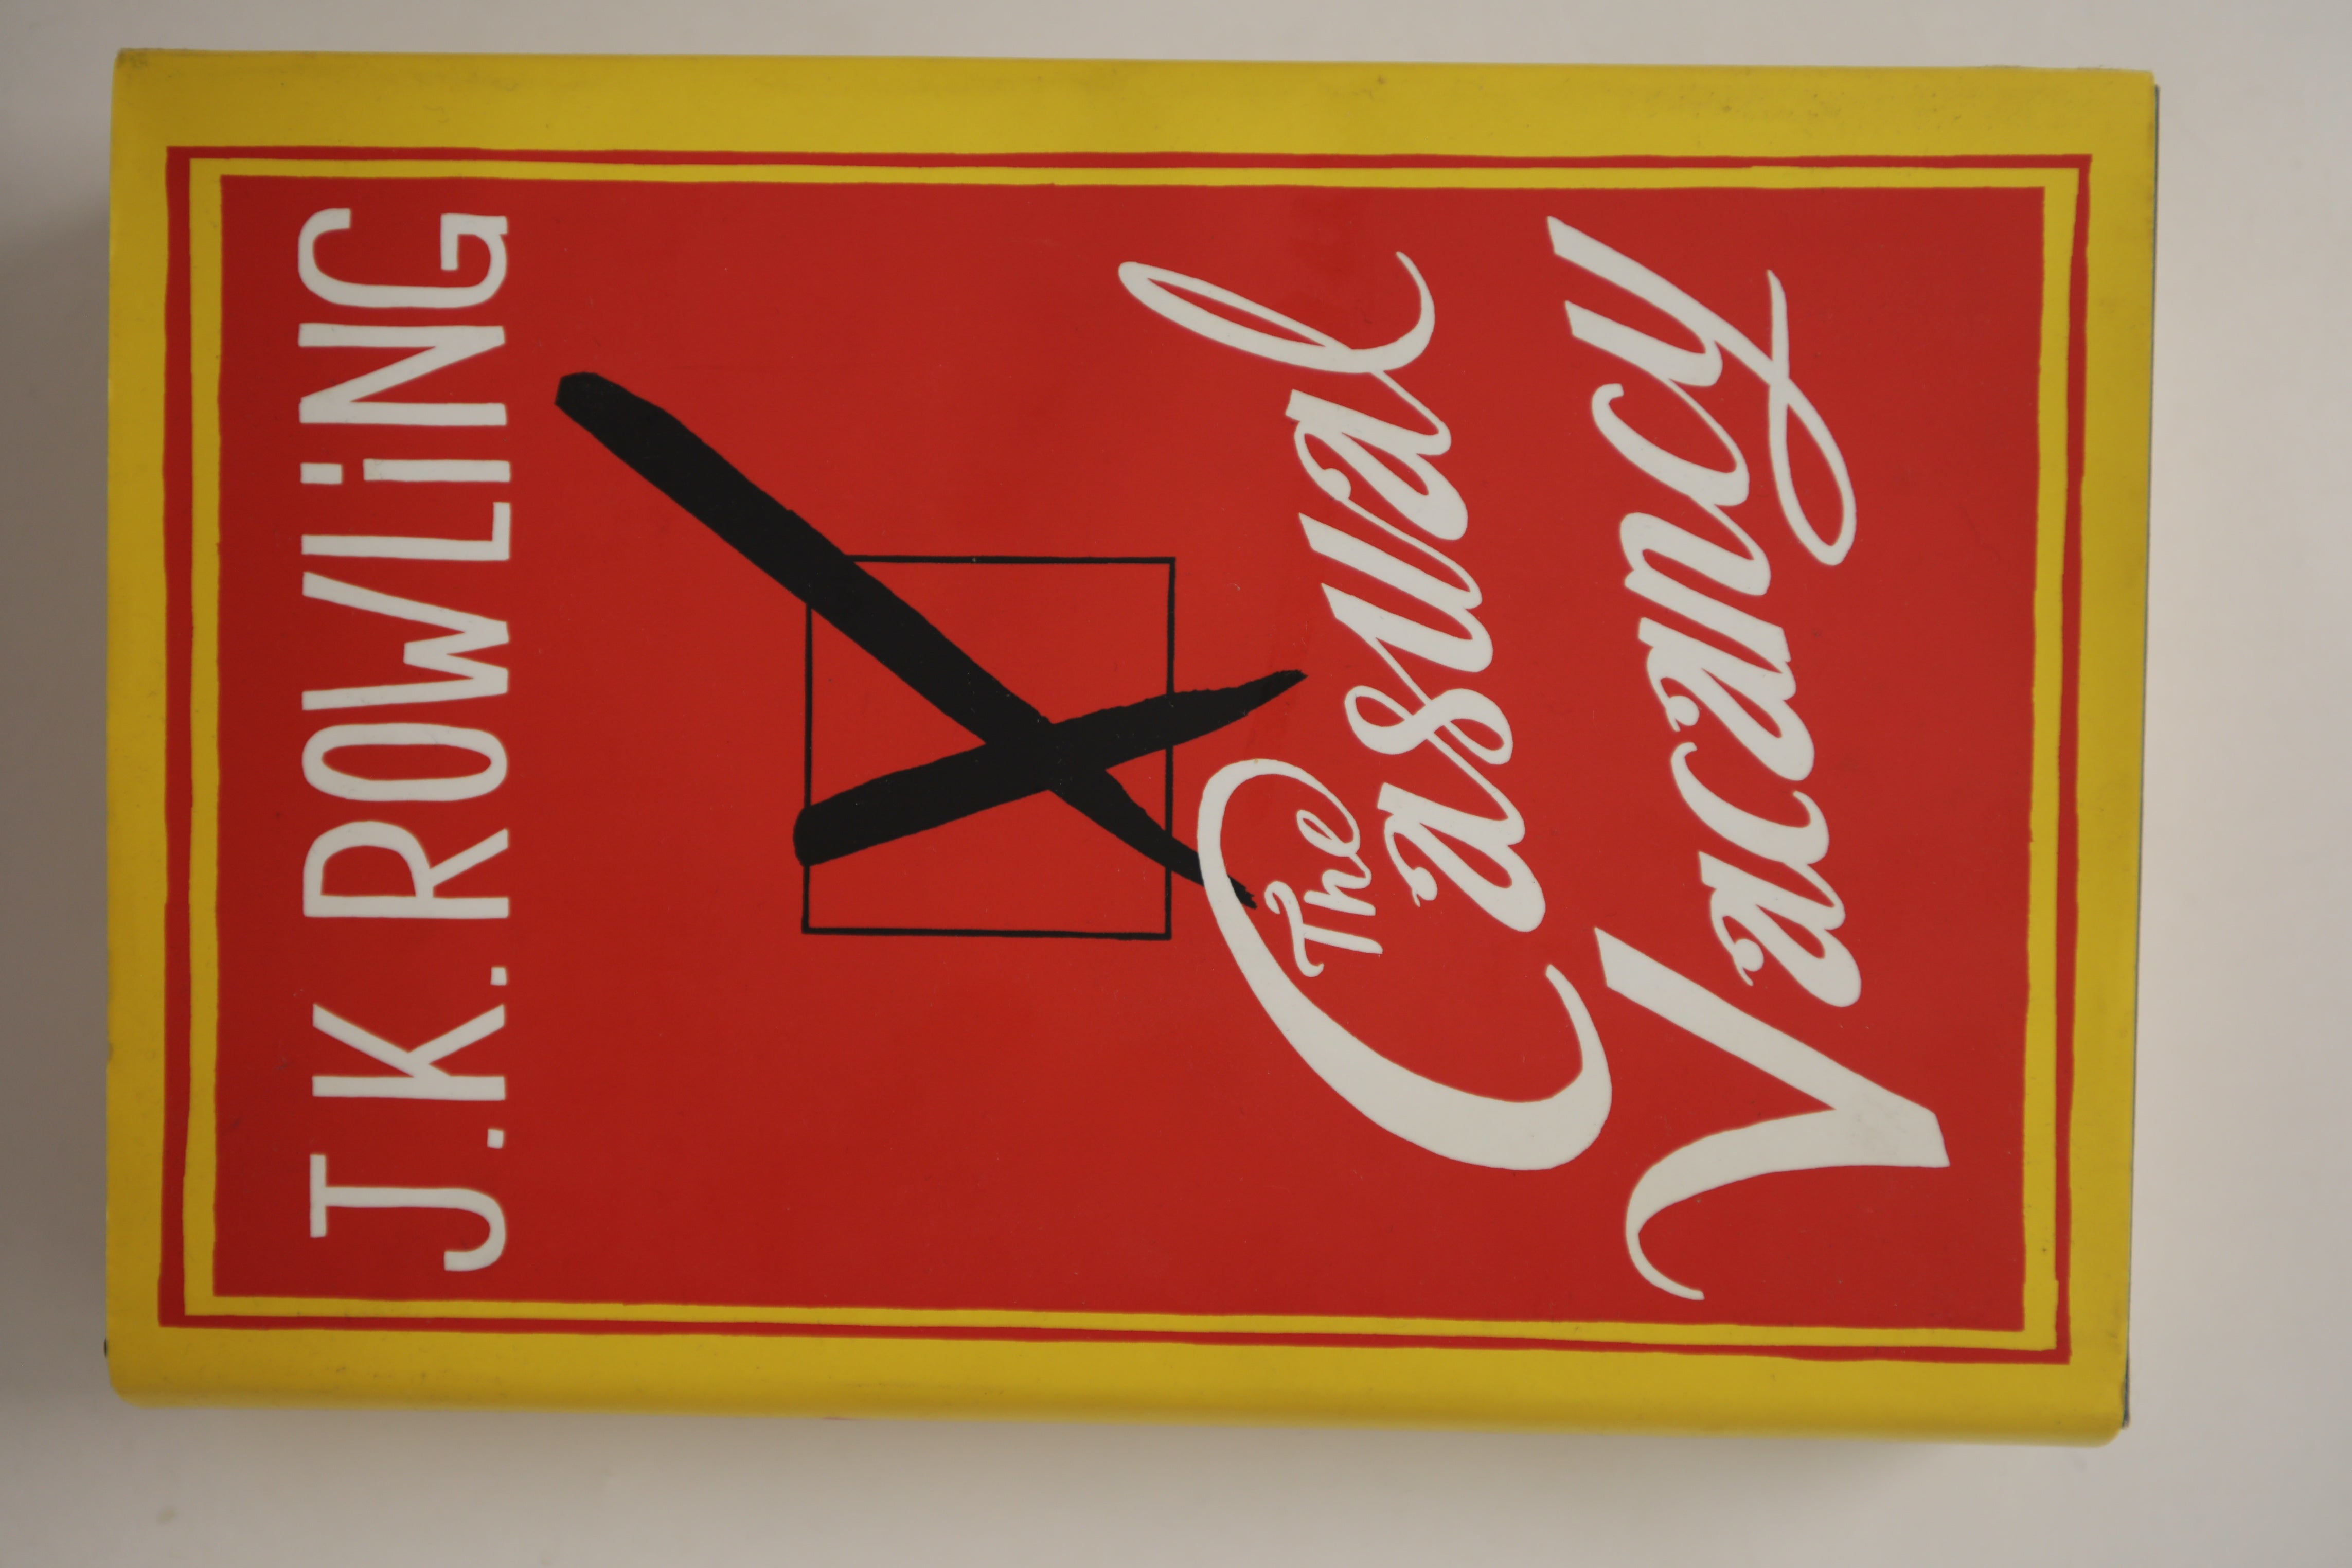 J.K. ROWLiNG
The
Casual
Vacancy